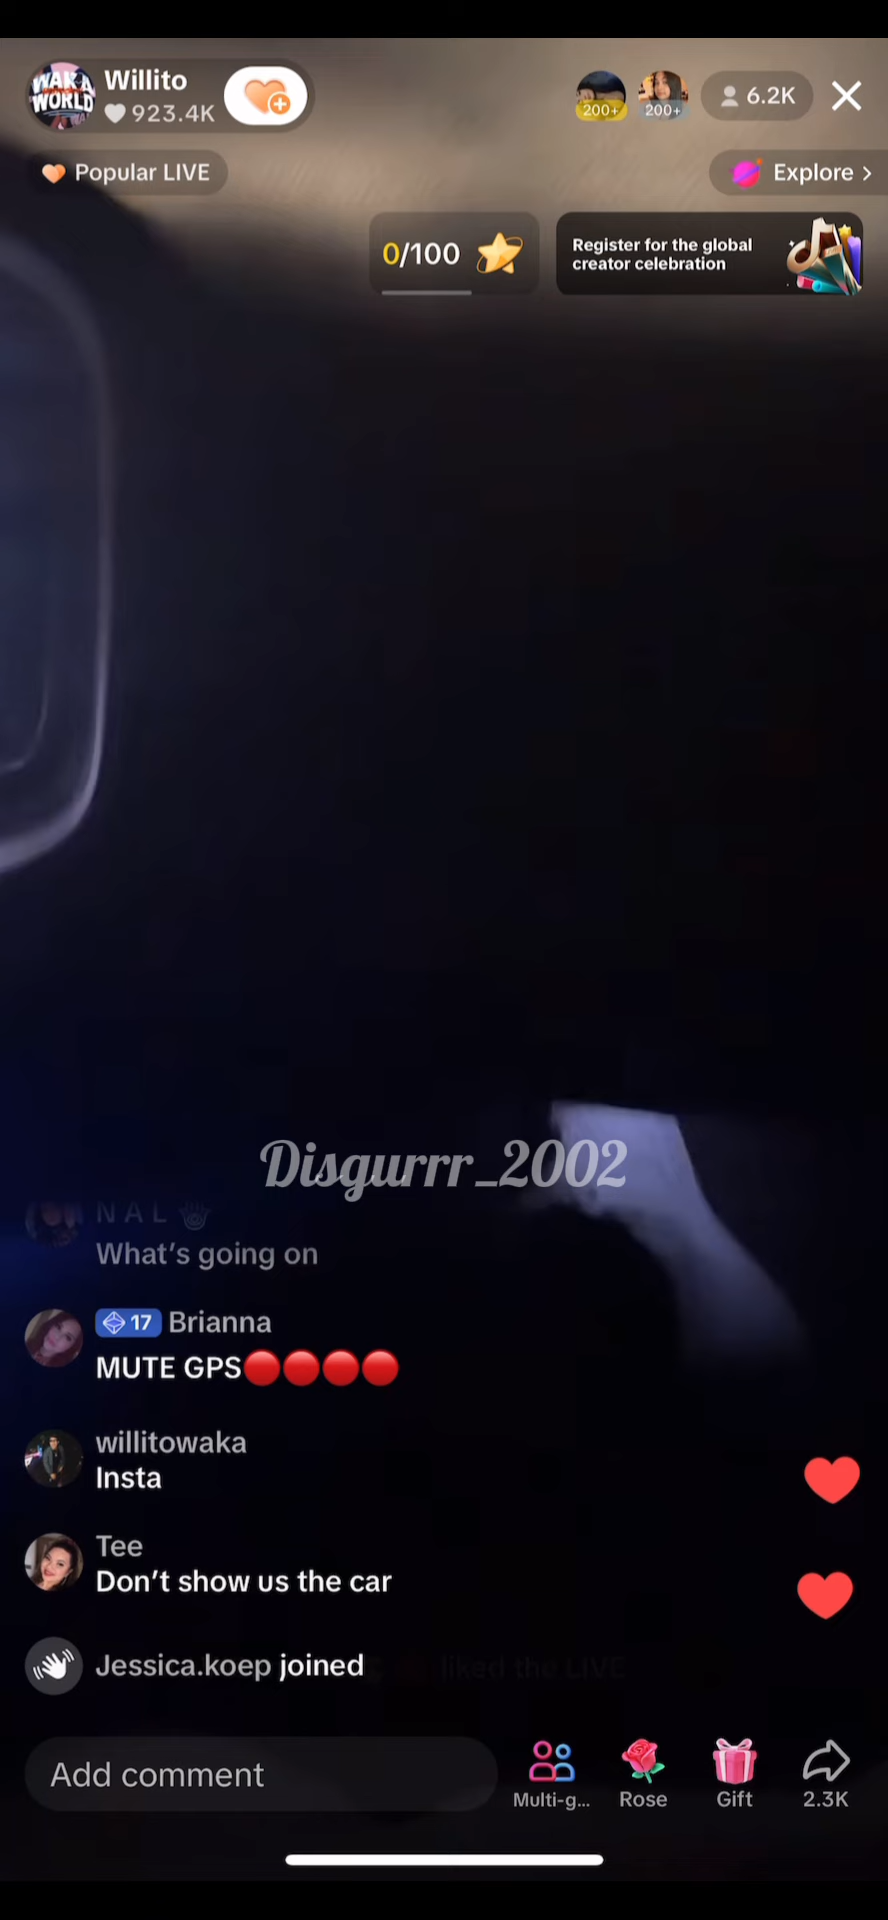 WAKA
WORLD
Willito
923.4K
200+
200+
6.2K
Popular LIVE
Explore >
0/100
Register for the global
creator celebration
Disgurrr_2002
N A L
What's going on
17 Brianna
MUTE GPS🔴🔴🔴🔴
willitowaka
Insta
Tee
Don't show us the car
Jessica.koep joined
liked the LIVE
Add comment
Multi-g...
Rose
Gift
2.3K